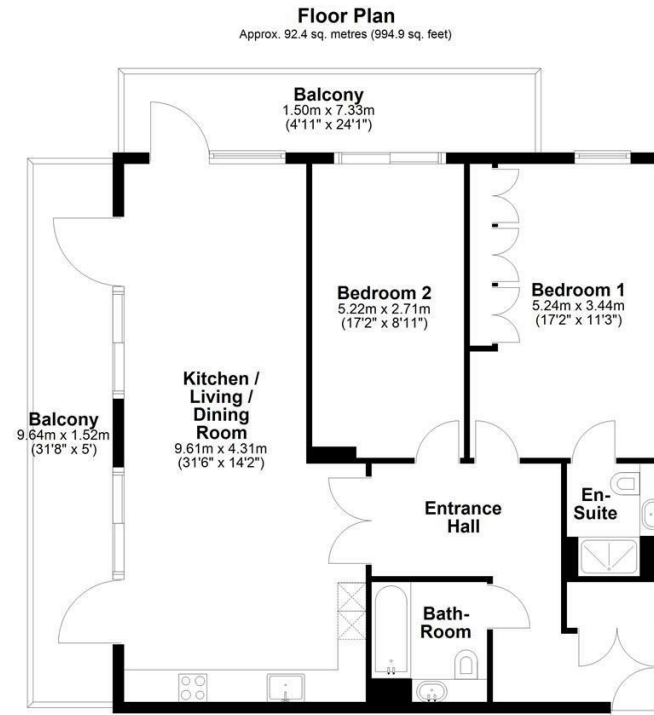 Floor Plan
Approx. 92.4 sq. metres (994.9 sq. feet)
Balcony
1.50m x 7.33m
(4'11" x 24'1")
Bedroom 2
5.22m x 2.71m
(17'2" x 8'11")
Bedroom 1
5.24m x 3.44m
(17'2" x 11'3")
Kitchen /
Living /
Dining
Room
9.61m x 4.31m
(31'6" x 14'2")
Balcony
9.64m x 1.52m
(31'8" x 5')
Entrance
Hall
En-
Suite
Bath-
Room